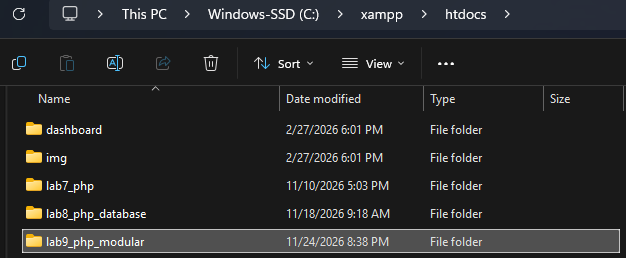 This PC > Windows-SSD (C:) > xampp > htdocs >
Sort View
Name Date modified Type Size
dashboard 2/27/2026 6:01 PM File folder
img 2/27/2026 6:01 PM File folder
lab7_php 11/10/2026 5:03 PM File folder
lab8_php_database 11/18/2026 9:18 AM File folder
lab9_php_modular 11/24/2026 8:38 PM File folder